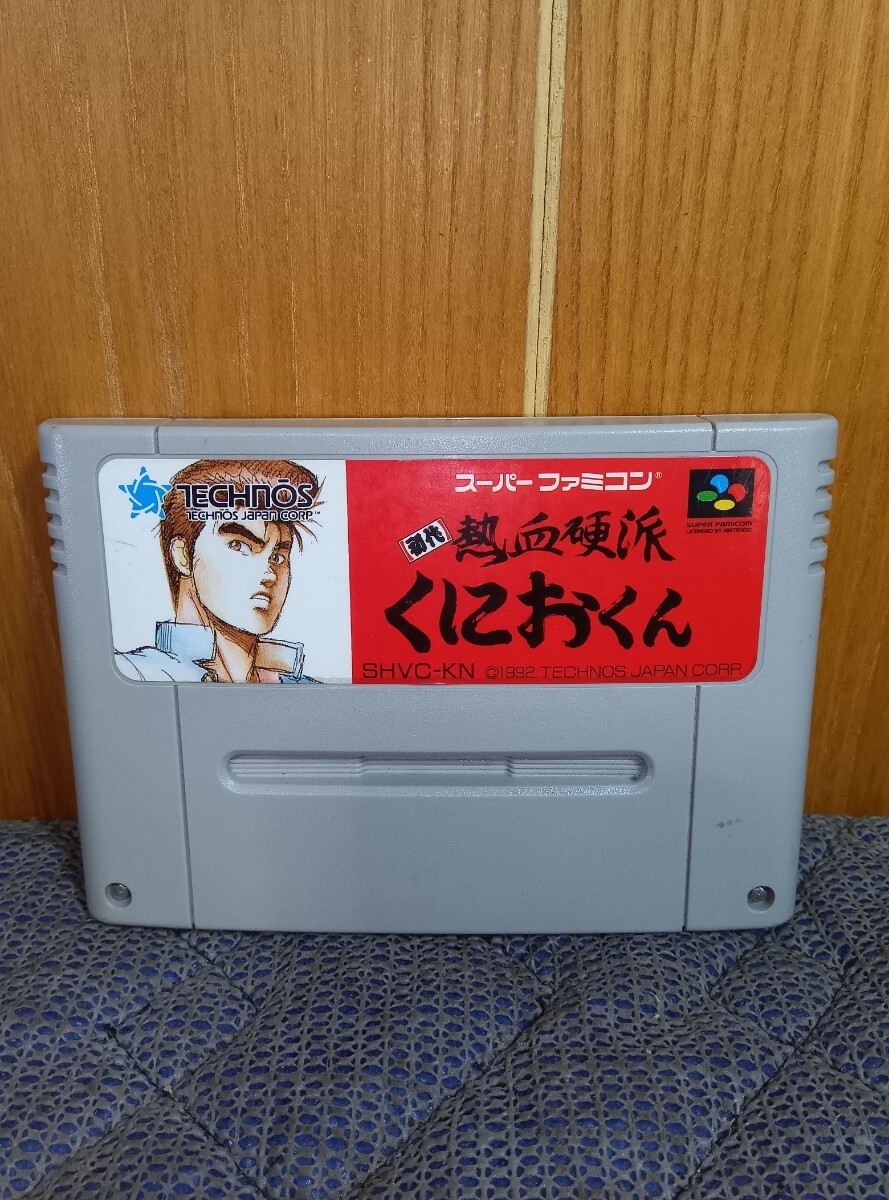 TECHNŌS
TECHNŌS JAPAN CORP.™
スーパーファミコン®
初代 熱血硬派
くにおくん
SUPER FAMICOM
LICENSED BY NINTENDO
SHVC-KN ©1992 TECHNOS JAPAN CORP.